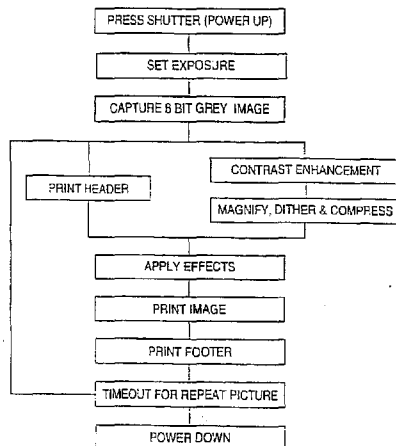 PRESS SHUTTER (POWER UP)
SET EXPOSURE
CAPTURE 8 BIT GREY IMAGE
CONTRAST ENHANCEMENT
PRINT HEADER
MAGNIFY, DITHER & COMPRESS
APPLY EFFECTS
PRINT IMAGE
PRINT FOOTER
TIMEOUT FOR REPEAT PICTURE
POWER DOWN